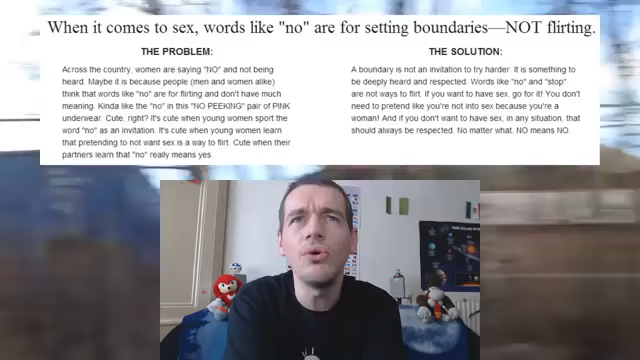 When it comes to sex, words like "no" are for setting boundaries—NOT flirting.
THE PROBLEM:
Across the country, women are saying "NO" and not being
heard. Maybe it is because people (men and women alike)
think that words like "no" are for flirting and don't have much
meaning. Kinda like the "no" in this "NO PEEKING" pair of PINK
underwear. Cute, right? It's cute when young women sport the
word "no" as an invitation. It's cute when young women learn
that pretending to not want sex is a way to flirt. Cute when their
partners learn that "no" really means yes.
THE SOLUTION:
A boundary is not an invitation to try harder. It is something to
be deeply heard and respected. Words like "no" and "stop"
are not ways to flirt. If you want to have sex, go for it! You don't
need to pretend like you're not into sex because you're a
woman! And if you don't want to have sex, in any situation, that
should always be respected. No matter what. NO means NO.